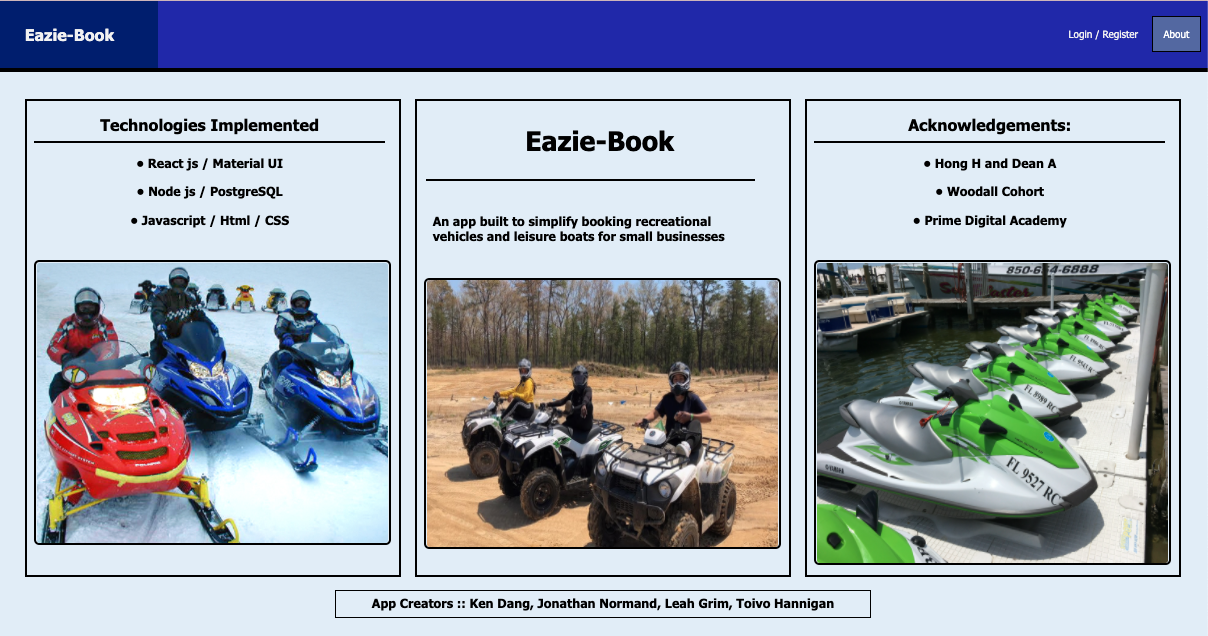 Eazie-Book
Login / Register
About
Technologies Implemented
• React js / Material UI
• Node js / PostgreSQL
• Javascript / Html / CSS
Eazie-Book
An app built to simplify booking recreational
vehicles and leisure boats for small businesses
Acknowledgements:
• Hong H and Dean A
• Woodall Cohort
• Prime Digital Academy
850-654-6888
FL 8989 RC
FL 9527 RC
App Creators :: Ken Dang, Jonathan Normand, Leah Grim, Toivo Hannigan